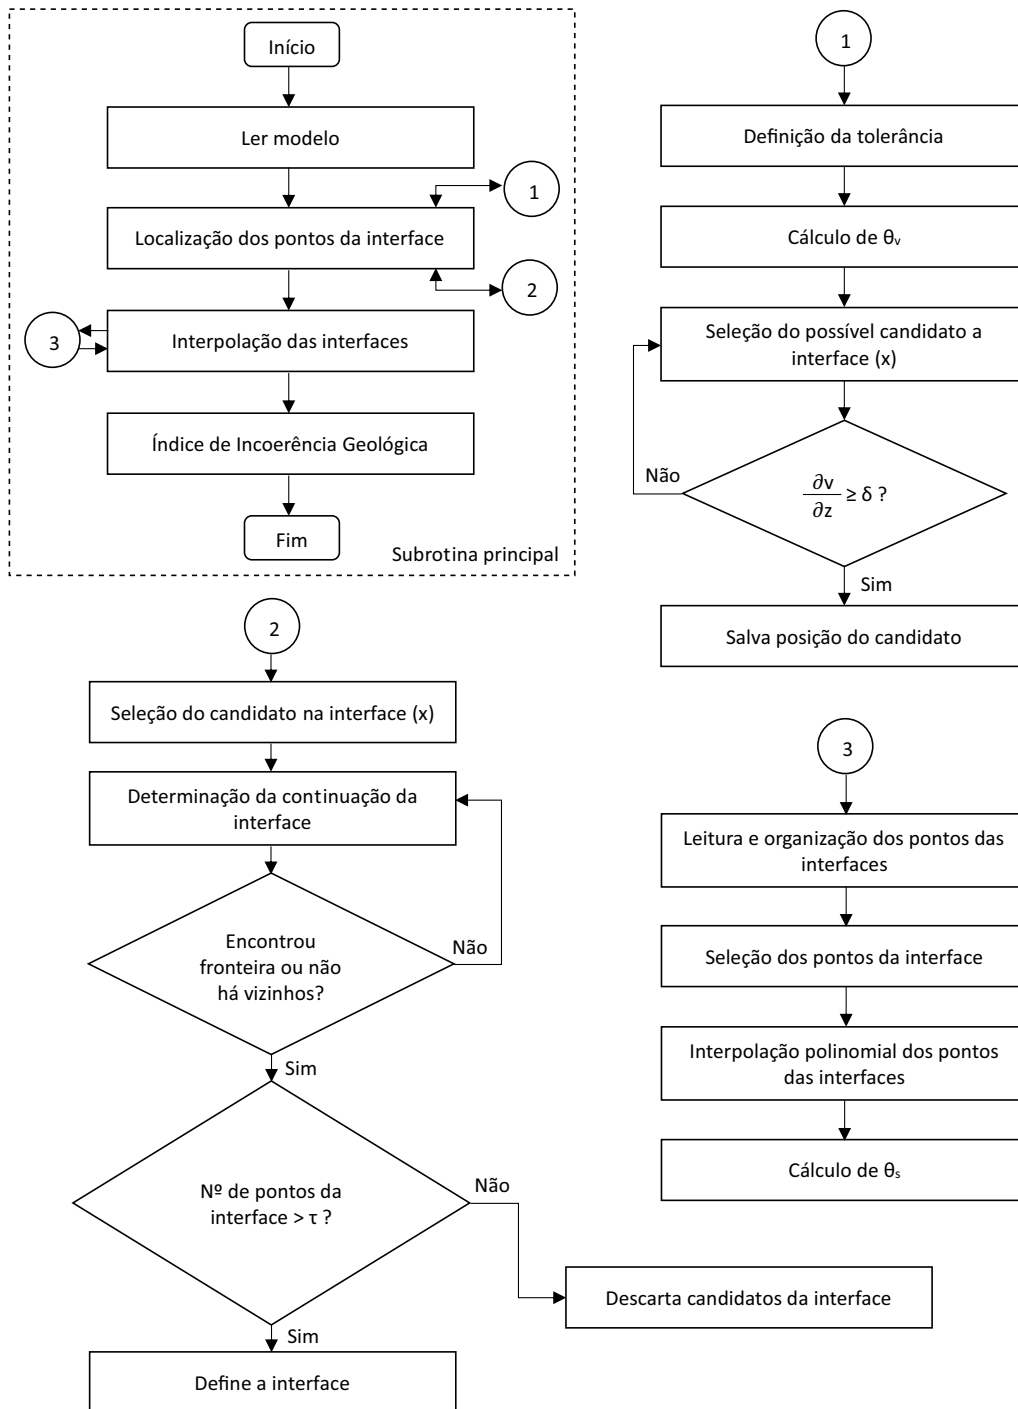 Início
Ler modelo
1
Localização dos pontos da interface
2
3
Interpolação das interfaces
Índice de Incoerência Geológica
Fim
Subrotina principal
1
Definição da tolerância
Cálculo de θᵥ
Seleção do possível candidato a
interface (x)
Não
∂v
∂z
≥ δ ?
Sim
Salva posição do candidato
2
Seleção do candidato na interface (x)
Determinação da continuação da
interface
Encontrou
fronteira ou não
há vizinhos?
Não
Sim
Nº de pontos da
interface > τ ?
Não
Descarta candidatos da interface
Sim
Define a interface
3
Leitura e organização dos pontos das
interfaces
Seleção dos pontos da interface
Interpolação polinomial dos pontos
das interfaces
Cálculo de θₛ